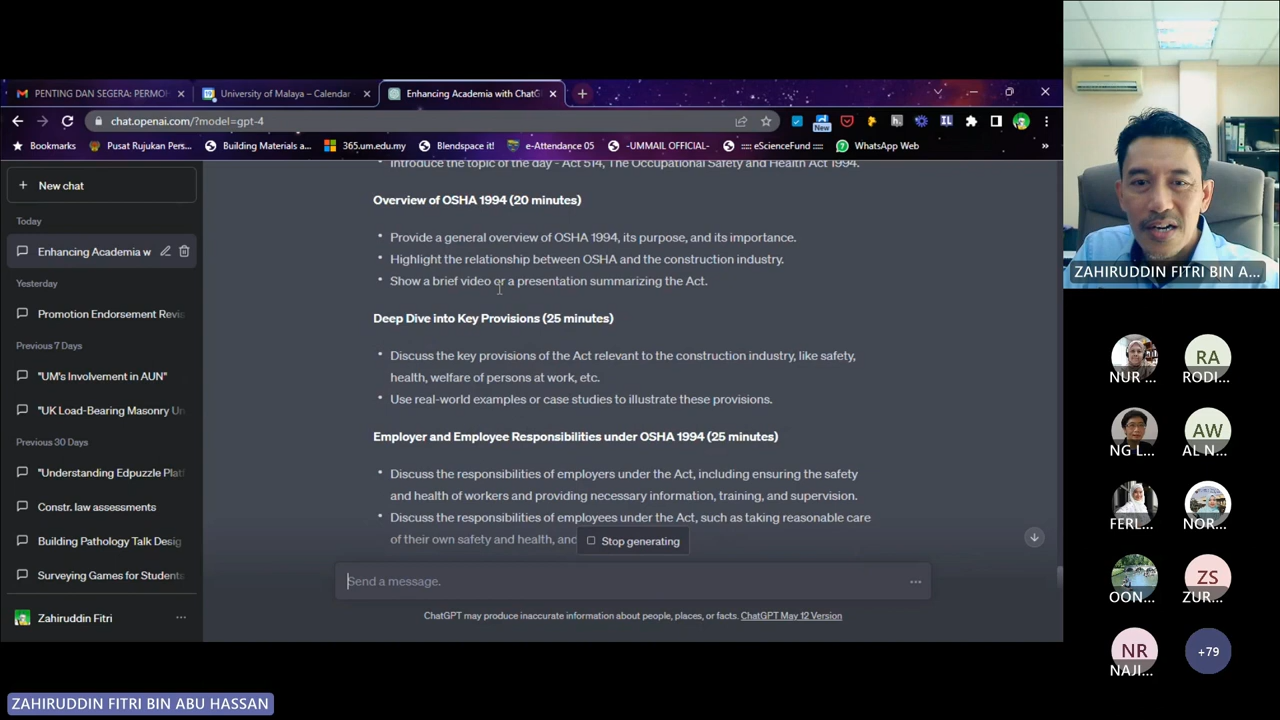 PENTING DAN SEGERA: PERMO
University of Malaya – Calendar
Enhancing Academia with ChatG
chat.openai.com/?model=gpt-4
New
Bookmarks
Pusat Rujukan Pers...
Building Materials a...
365.um.edu.my
Blendspace it!
e-Attendance 05
-UMMAIL OFFICIAL-
::::: eScienceFund ::::
WhatsApp Web
New chat
Today
Enhancing Academia w
Yesterday
Promotion Endorsement Revis
Previous 7 Days
"UM's Involvement in AUN"
"UK Load-Bearing Masonry Un
Previous 30 Days
"Understanding Edpuzzle Platf
Constr. law assessments
Building Pathology Talk Desig
Surveying Games for Students
Zahiruddin Fitri
Introduce the topic of the day - Act 514, The Occupational Safety and Health Act 1994.
Overview of OSHA 1994 (20 minutes)
• Provide a general overview of OSHA 1994, its purpose, and its importance.
• Highlight the relationship between OSHA and the construction industry.
• Show a brief video or a presentation summarizing the Act.
Deep Dive into Key Provisions (25 minutes)
• Discuss the key provisions of the Act relevant to the construction industry, like safety,
health, welfare of persons at work, etc.
• Use real-world examples or case studies to illustrate these provisions.
Employer and Employee Responsibilities under OSHA 1994 (25 minutes)
• Discuss the responsibilities of employers under the Act, including ensuring the safety
and health of workers and providing necessary information, training, and supervision.
• Discuss the responsibilities of employees under the Act, such as taking reasonable care
of their own safety and health, and
Stop generating
Send a message.
ChatGPT may produce inaccurate information about people, places, or facts. ChatGPT May 12 Version
ZAHIRUDDIN FITRI BIN A...
NUR ...
RA
RODI...
NG L...
AW
AL N...
FERL...
NOR...
OON...
ZS
ZUR...
NR
NAJI...
+79
ZAHIRUDDIN FITRI BIN ABU HASSAN